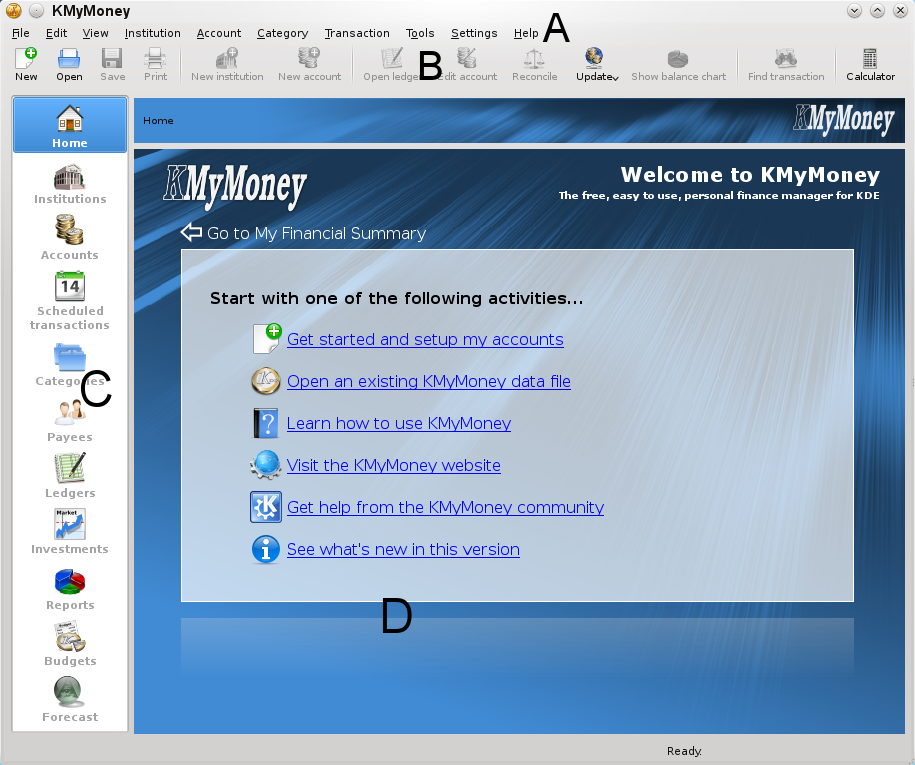 KMyMoney
File Edit View Institution Account Category Transaction Tools Settings Help A
New Open Save Print New institution New account Open ledger B Edit account Reconcile Update Show balance chart Find transaction Calculator
Home
Home
KMyMoney
Institutions
Accounts
14
Scheduled
transactions
Categories
C
Payees
Ledgers
Market
Investments
Reports
Budgets
Forecast
KMyMoney
Welcome to KMyMoney
The free, easy to use, personal finance manager for KDE
Go to My Financial Summary
Start with one of the following activities...
Get started and setup my accounts
Open an existing KMyMoney data file
Learn how to use KMyMoney
Visit the KMyMoney website
Get help from the KMyMoney community
See what's new in this version
D
Ready.